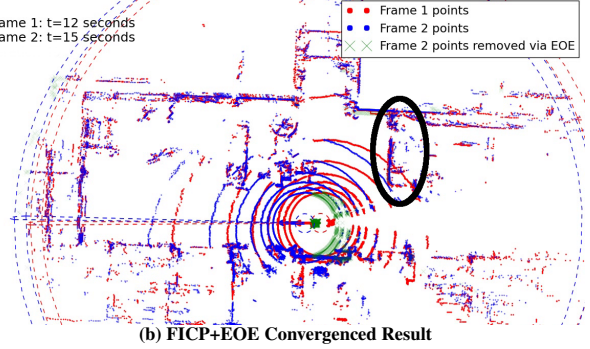 ame 1: t=12 seconds
ame 2: t=15 seconds
Frame 1 points
Frame 2 points
Frame 2 points removed via EOE
(b) FICP+EOE Convergenced Result